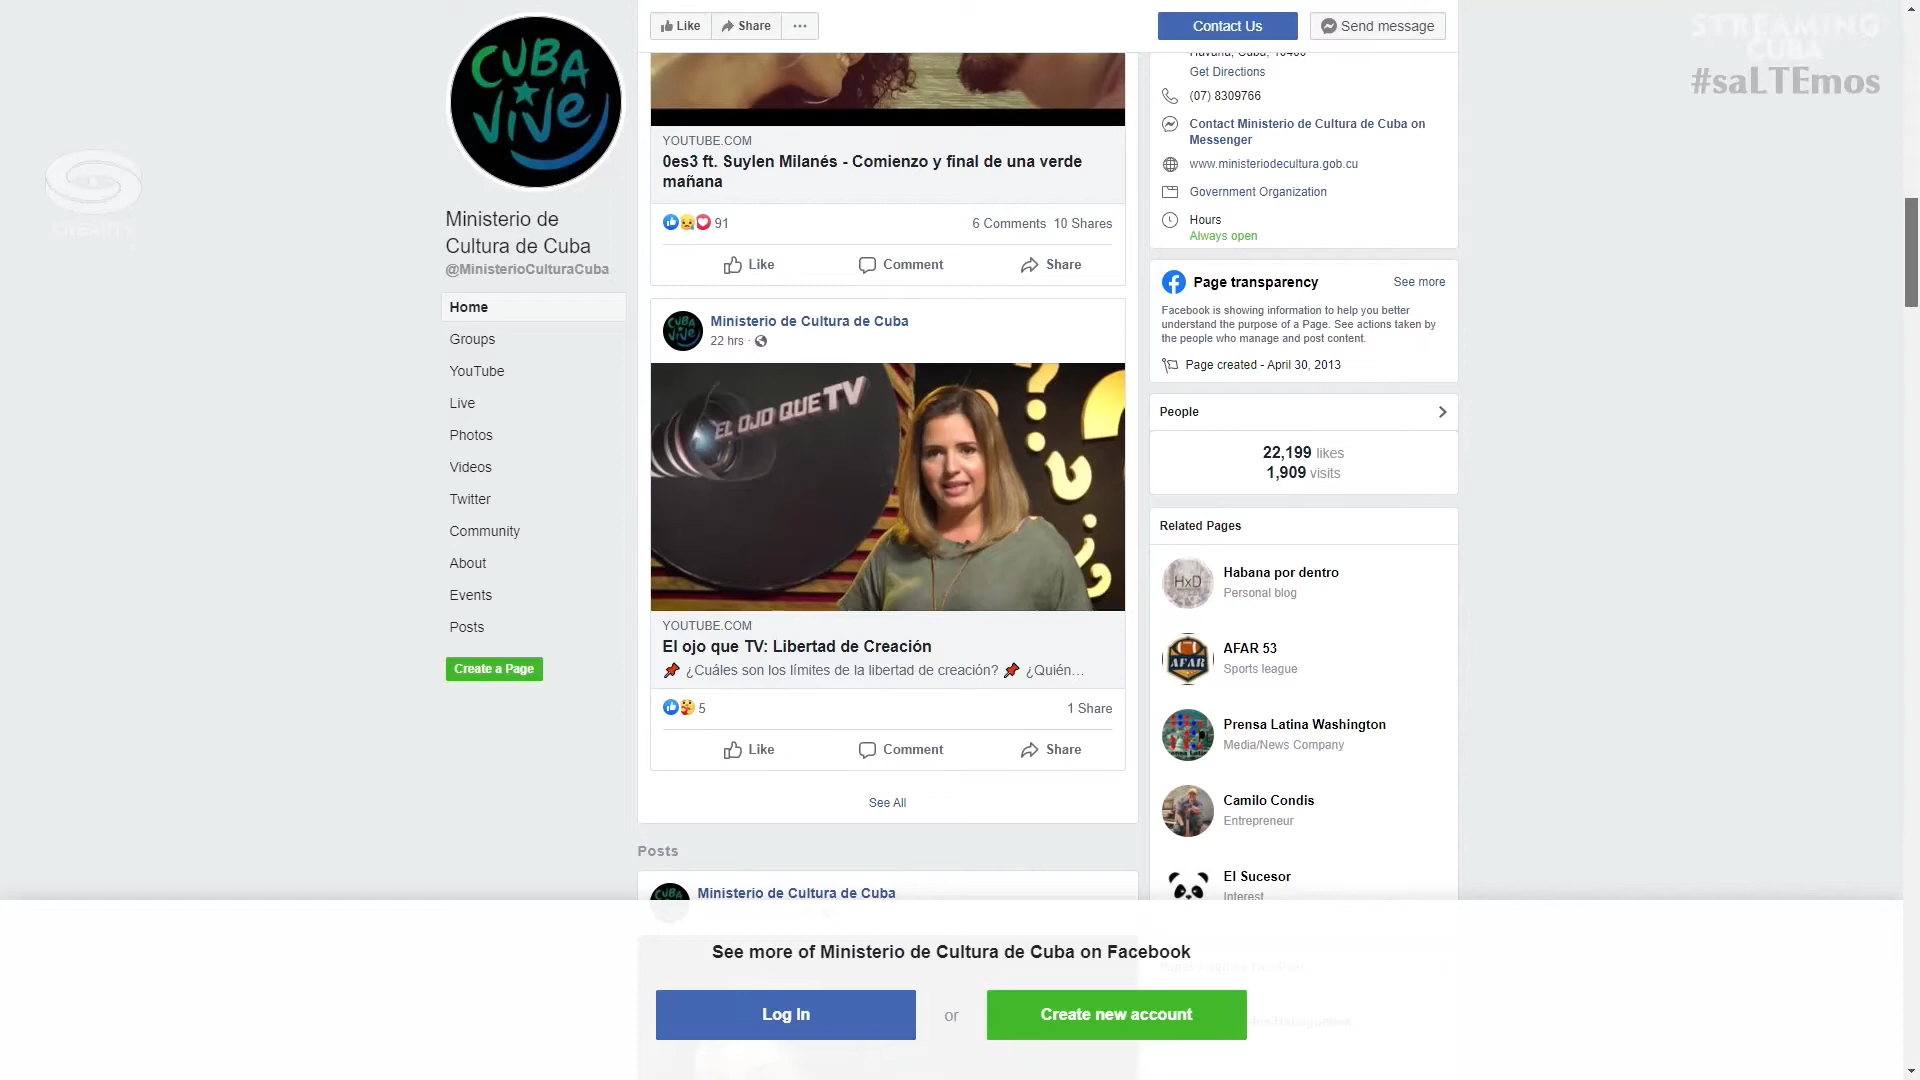 Like
Share
Contact Us
Send message
STREAMING
CUBA
#saLTEmos
CUBA
ViVe
Ministerio de
Cultura de Cuba
@MinisterioCulturaCuba
Home
Groups
YouTube
Live
Photos
Videos
Twitter
Community
About
Events
Posts
Create a Page
YOUTUBE.COM
0es3 ft. Suylen Milanés - Comienzo y final de una verde
mañana
91
6 Comments 10 Shares
Like
Comment
Share
CUBA
ViVe
Ministerio de Cultura de Cuba
22 hrs ·
EL OJO QUE TV
YOUTUBE.COM
El ojo que TV: Libertad de Creación
📌 ¿Cuáles son los límites de la libertad de creación? 📌 ¿Quién...
5
1 Share
Like
Comment
Share
See All
Posts
Ministerio de Cultura de Cuba
Havana, Cuba, 10400
Get Directions
(07) 8309766
Contact Ministerio de Cultura de Cuba on
Messenger
www.ministeriodecultura.gob.cu
Government Organization
Hours
Always open
Page transparency
See more
Facebook is showing information to help you better
understand the purpose of a Page. See actions taken by
the people who manage and post content.
Page created - April 30, 2013
People
22,199 likes
1,909 visits
Related Pages
HxD
Habana por dentro
Personal blog
AFAR
AFAR 53
Sports league
Prensa Latina Washington
Media/News Company
Camilo Condis
Entrepreneur
El Sucesor
Interest
See more of Ministerio de Cultura de Cuba on Facebook
Log In
or
Create new account